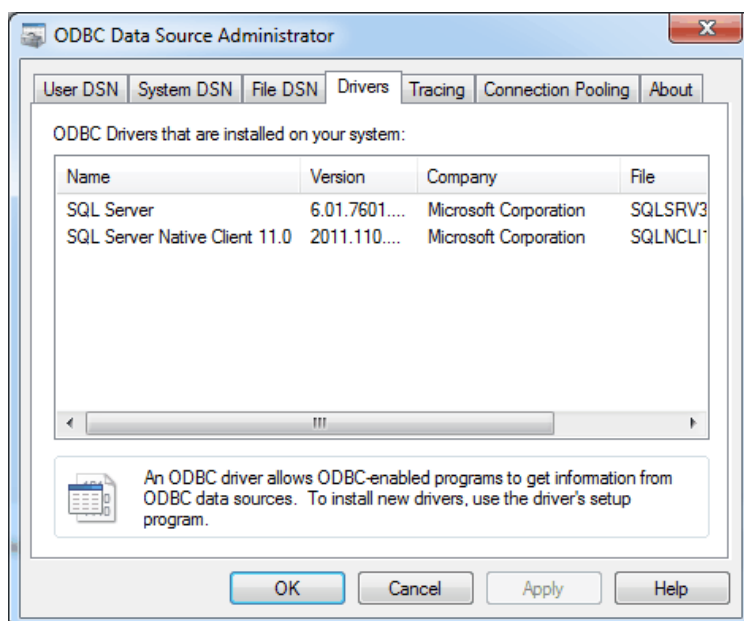 ODBC Data Source Administrator
User DSN System DSN File DSN Drivers Tracing Connection Pooling About
ODBC Drivers that are installed on your system:
Name Version Company File
SQL Server 6.01.7601.... Microsoft Corporation SQLSRV3
SQL Server Native Client 11.0 2011.110.... Microsoft Corporation SQLNCLI
An ODBC driver allows ODBC-enabled programs to get information from
ODBC data sources. To install new drivers, use the driver's setup
program.
OK Cancel Apply Help